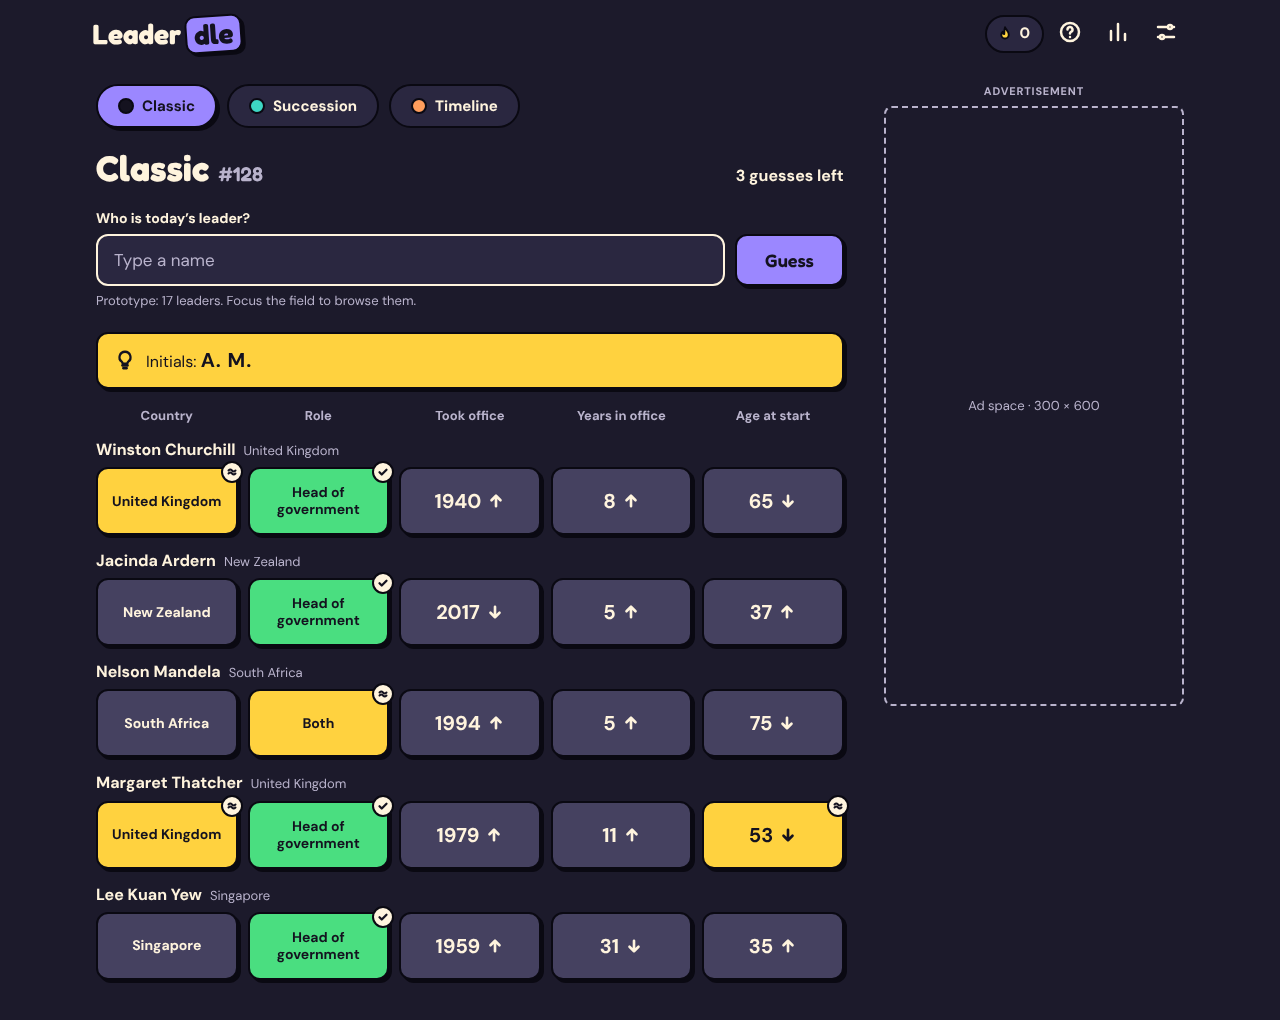 Leader dle
0
Classic
Succession
Timeline
ADVERTISEMENT
Classic #128
3 guesses left
Who is today’s leader?
Type a name
Guess
Prototype: 17 leaders. Focus the field to browse them.
Initials: A. M.
Country Role Took office Years in office Age at start
Winston Churchill United Kingdom
United Kingdom
Head of
government
1940 ↑
8 ↑
65 ↓
Jacinda Ardern New Zealand
New Zealand
Head of
government
2017 ↓
5 ↑
37 ↑
Nelson Mandela South Africa
South Africa
Both
1994 ↑
5 ↑
75 ↓
Margaret Thatcher United Kingdom
United Kingdom
Head of
government
1979 ↑
11 ↑
53 ↓
Lee Kuan Yew Singapore
Singapore
Head of
government
1959 ↑
31 ↓
35 ↑
Ad space · 300 × 600